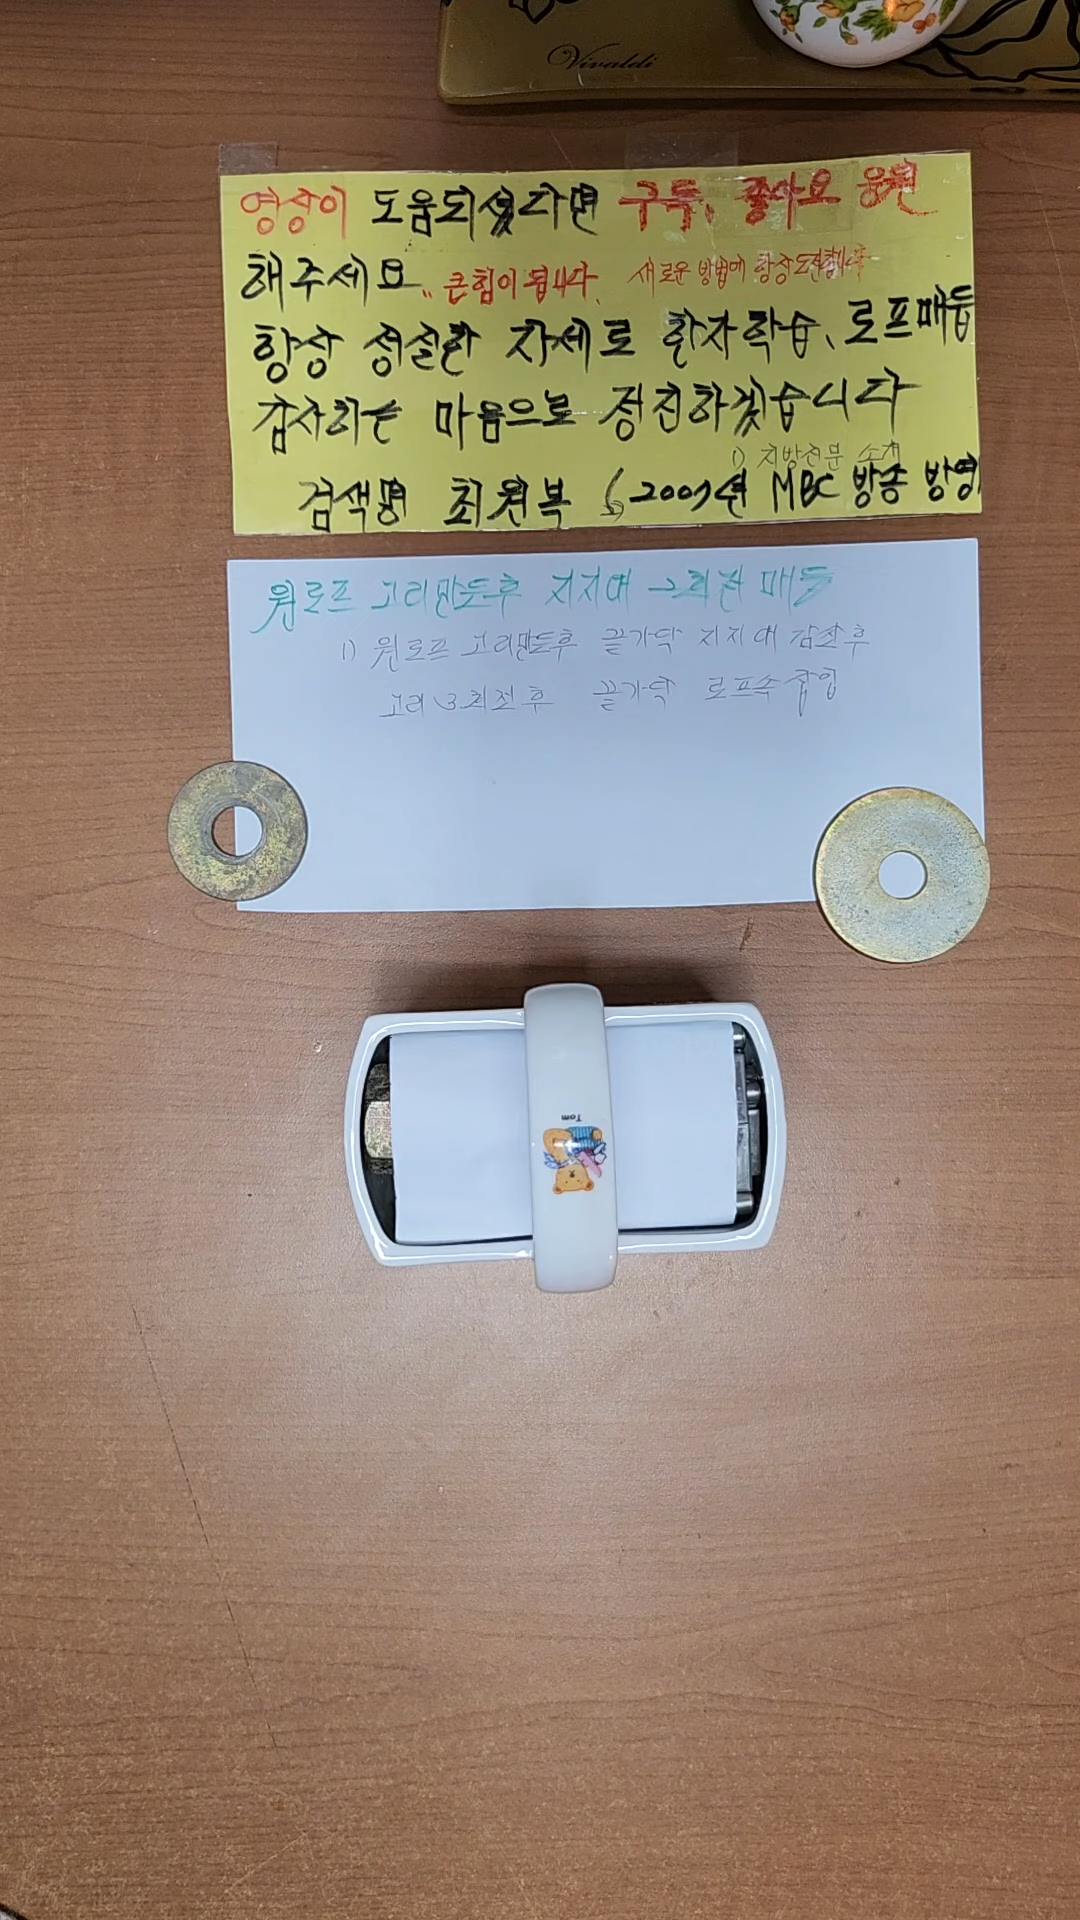 Vivaldi
영상이 도움되셨다면 구독, 좋아요 응원
해주세요 큰힘이 됩니다. 새로운 방법에 항상 도전합니다
항상 성실한 자세로 한자학습, 로프매듭
감사하는 마음으로 정진하겠습니다
1) 지방전문 소개
검색명 최원복 2007년 MBC 방송 방영
원로프 고리만든후 지지대 2회전 매듭
1) 원로프 고리만든후 끝가닥 지지대 감은후
고리 3회전후 끝가닥 로프속 삽입
Tom